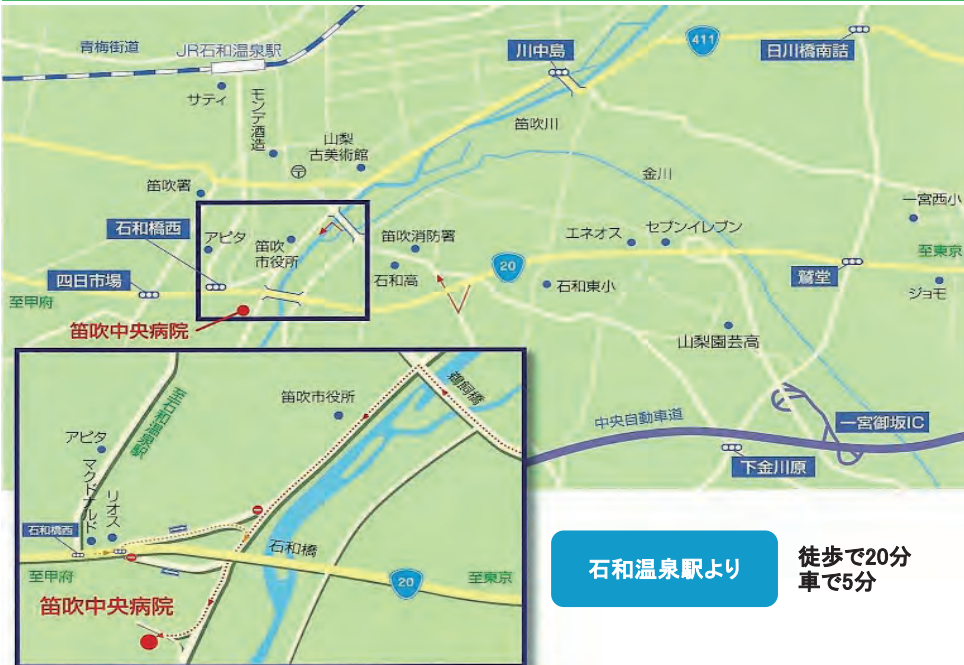 青梅街道
JR石和温泉駅
サティ
モンデ酒造
山梨
古美術館
川中島
411
日川橋南詰
笛吹川
金川
笛吹署
石和橋西
アピタ
笛吹
市役所
笛吹消防署
石和高
エネオス
セブンイレブン
一宮西小
至東京
四日市場
至甲府
20
石和東小
鵞堂
ジョモ
笛吹中央病院
山梨園芸高
中央自動車道
一宮御坂IC
下金川原
至石和温泉駅
笛吹市役所
鵜飼橋
アピタ
マクドナルド
リオス
石和橋西
石和橋
至甲府
20
至東京
笛吹中央病院
石和温泉駅より
徒歩で20分
車で5分